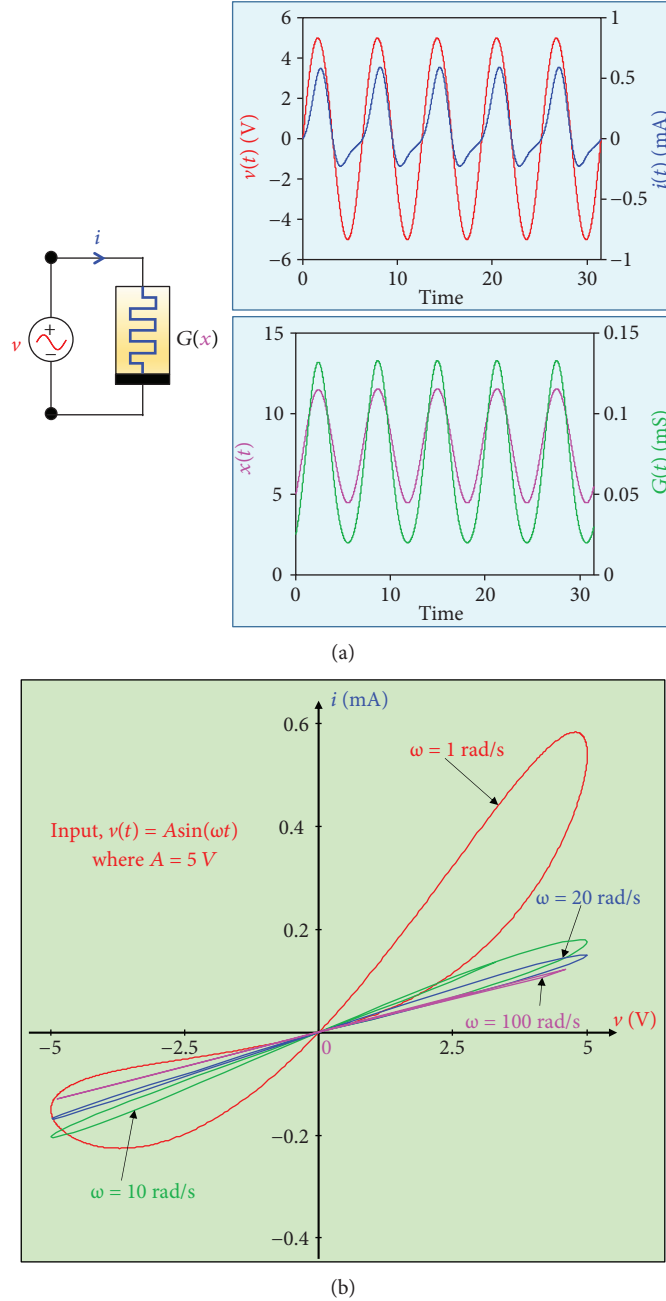 i
v
+
−
G(x)
6
4
2
0
−2
−4
−6
v(t) (V)
1
0.5
0
−0.5
−1
i(t) (mA)
0
10
20
30
Time
15
10
5
0
x(t)
0.15
0.1
0.05
0
G(t) (mS)
0
10
20
30
Time
(a)
i (mA)
0.6
ω = 1 rad/s
Input, v(t) = Asin(ωt)
where A = 5 V
0.4
ω = 20 rad/s
0.2
ω = 100 rad/s
v (V)
−5
−2.5
0
2.5
5
−0.2
ω = 10 rad/s
−0.4
(b)